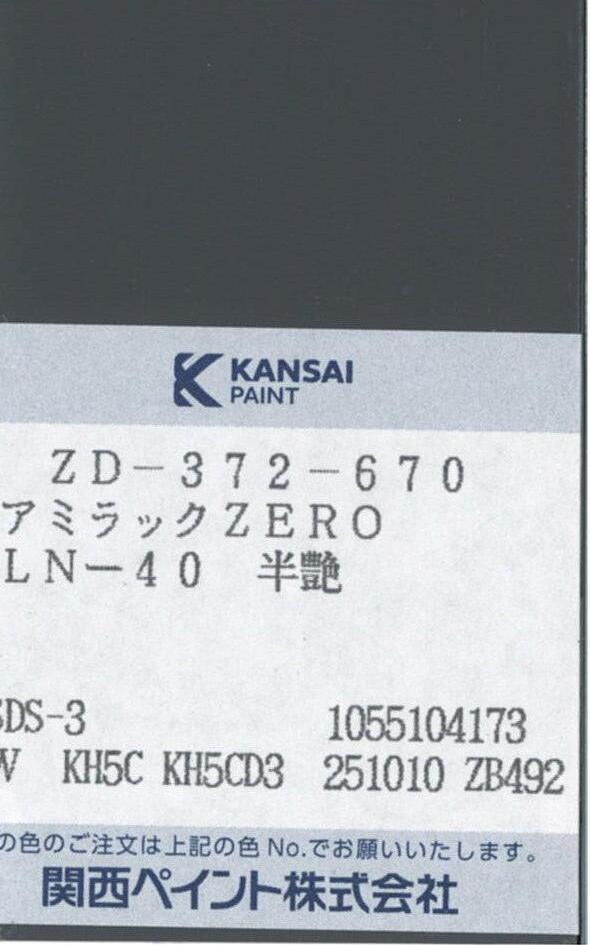 KANSAI
PAINT
ZD-372-670
アミラックZERO
LN-40 半艶
SDS-3 1055104173
W KH5C KH5CD3 251010 ZB492
の色のご注文は上記の色No.でお願いいたします。
関西ペイント株式会社